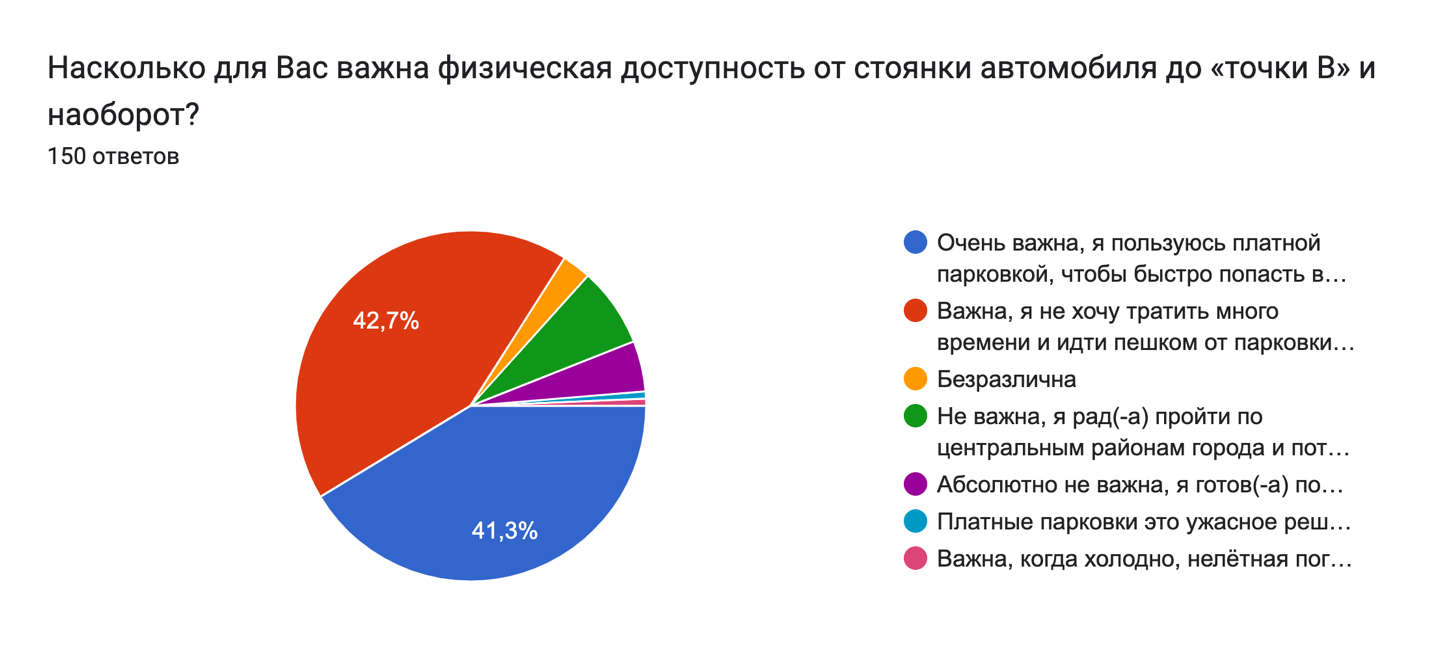 Насколько для Вас важна физическая доступность от стоянки автомобиля до «точки В» и
наоборот?
150 ответов
42,7%
41,3%
Очень важна, я пользуюсь платной
парковкой, чтобы быстро попасть в…
Важна, я не хочу тратить много
времени и идти пешком от парковки…
Безразлична
Не важна, я рад(-а) пройти по
центральным районам города и пот…
Абсолютно не важна, я готов(-а) по…
Платные парковки это ужасное реш…
Важна, когда холодно, нелётная пог…